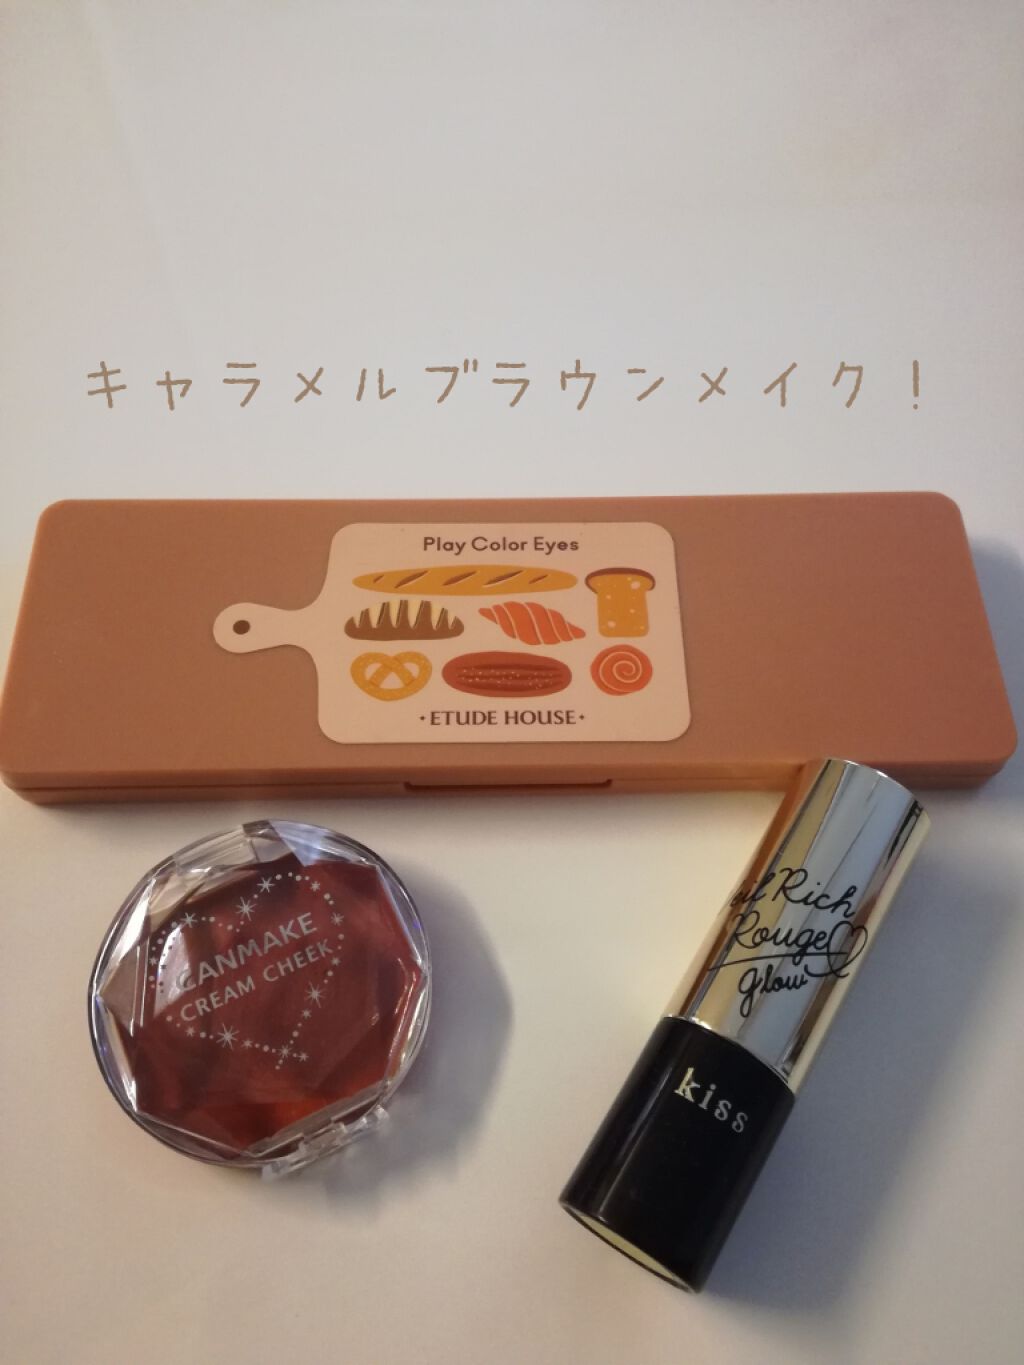 キャラメルブラウンメイク！
Play Color Eyes
ETUDE HOUSE
CANMAKE
CREAM CHEEK
Rich
Rouge
glow
kiss